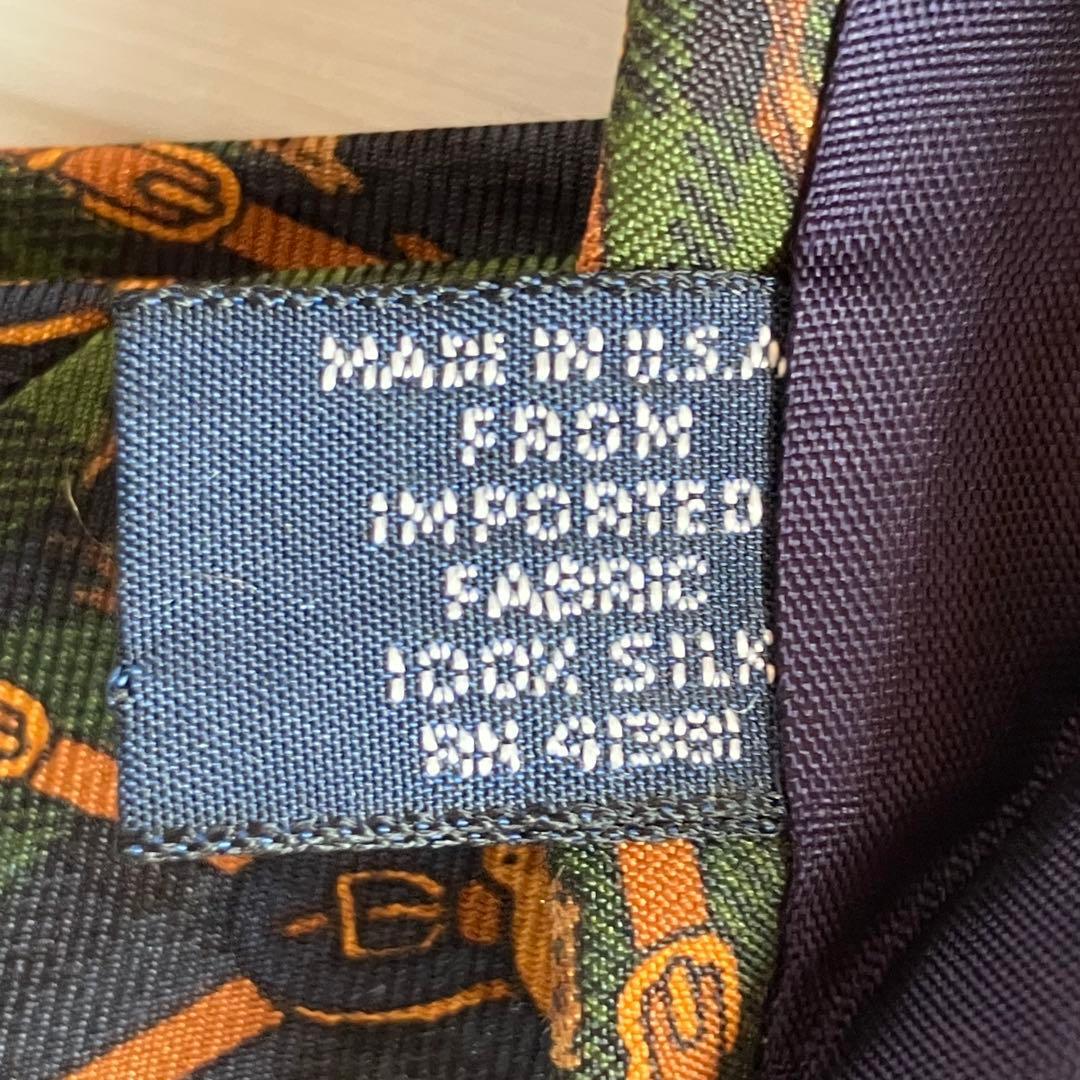 MADE IN U.S.A
FROM
IMPORTED
FABRIC
100% SILK
RN 41381